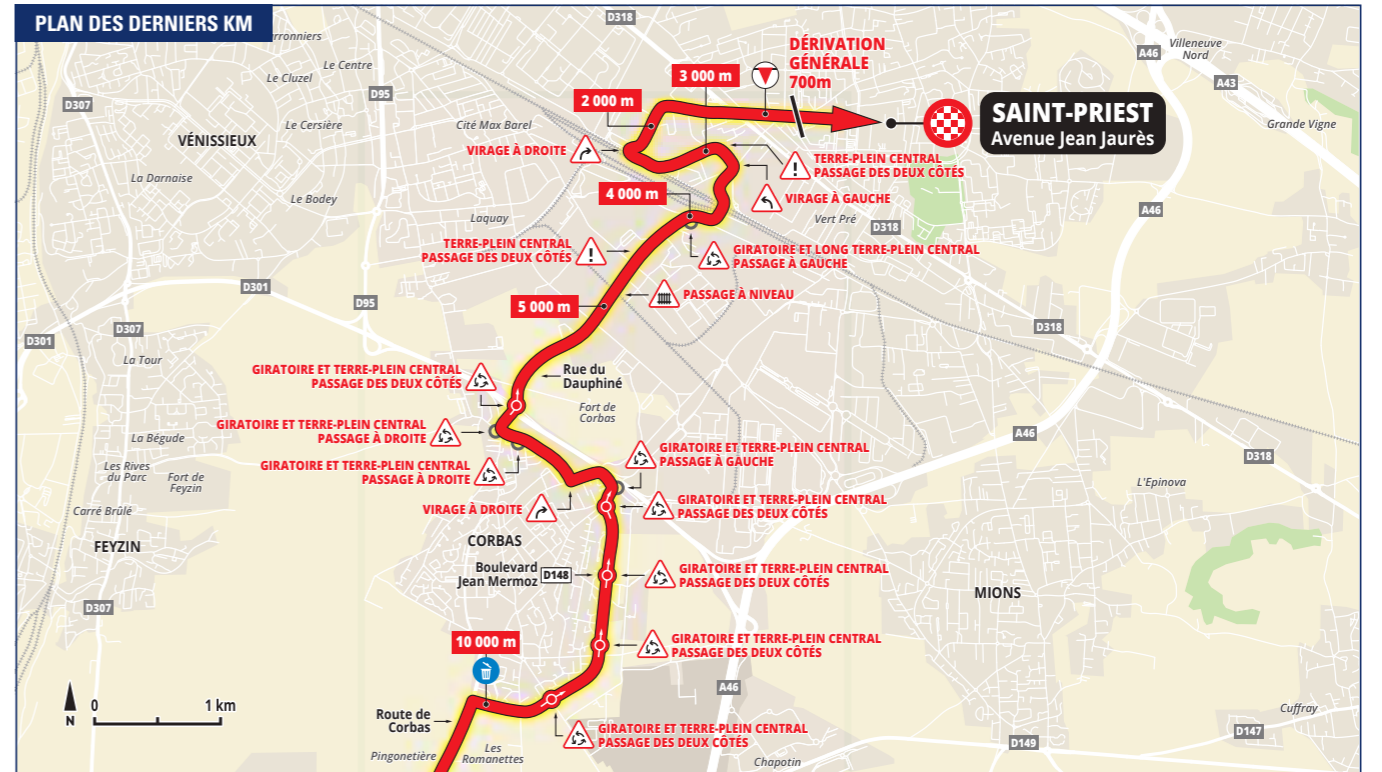 PLAN DES DERNIERS KM
D318
Le Centre
Le Cluzel
D307
D95
VÉNISSIEUX
Le Cersière
La Darnaise
Le Bodey
Cité Max Barel
Laquay
3 000 m
2 000 m
DÉRIVATION
GÉNÉRALE
700m
SAINT-PRIEST
Avenue Jean Jaurès
A46
Villeneuve
Nord
A43
Grande Vigne
VIRAGE À DROITE
TERRE-PLEIN CENTRAL
PASSAGE DES DEUX CÔTÉS
4 000 m
VIRAGE À GAUCHE
Vert Pré
D318
A46
TERRE-PLEIN CENTRAL
PASSAGE DES DEUX CÔTÉS
GIRATOIRE ET LONG TERRE-PLEIN CENTRAL
PASSAGE À GAUCHE
D301
D95
5 000 m
PASSAGE À NIVEAU
D307
D301
La Tour
D318
GIRATOIRE ET TERRE-PLEIN CENTRAL
PASSAGE DES DEUX CÔTÉS
Rue du
Dauphiné
Fort de
Corbas
GIRATOIRE ET TERRE-PLEIN CENTRAL
PASSAGE À DROITE
La Bégude
A46
Les Rives
du Parc
Fort de
Feyzin
GIRATOIRE ET TERRE-PLEIN CENTRAL
PASSAGE À DROITE
GIRATOIRE ET TERRE-PLEIN CENTRAL
PASSAGE À GAUCHE
D318
L'Epinova
Carré Brûlé
VIRAGE À DROITE
GIRATOIRE ET TERRE-PLEIN CENTRAL
PASSAGE DES DEUX CÔTÉS
FEYZIN
CORBAS
Boulevard
Jean Mermoz
D148
GIRATOIRE ET TERRE-PLEIN CENTRAL
PASSAGE DES DEUX CÔTÉS
MIONS
D307
10 000 m
GIRATOIRE ET TERRE-PLEIN CENTRAL
PASSAGE DES DEUX CÔTÉS
A46
N
0
1 km
Route de
Corbas
Pingonetière
Les
Romanettes
GIRATOIRE ET TERRE-PLEIN CENTRAL
PASSAGE DES DEUX CÔTÉS
Chapotin
D149
Cuffray
D147